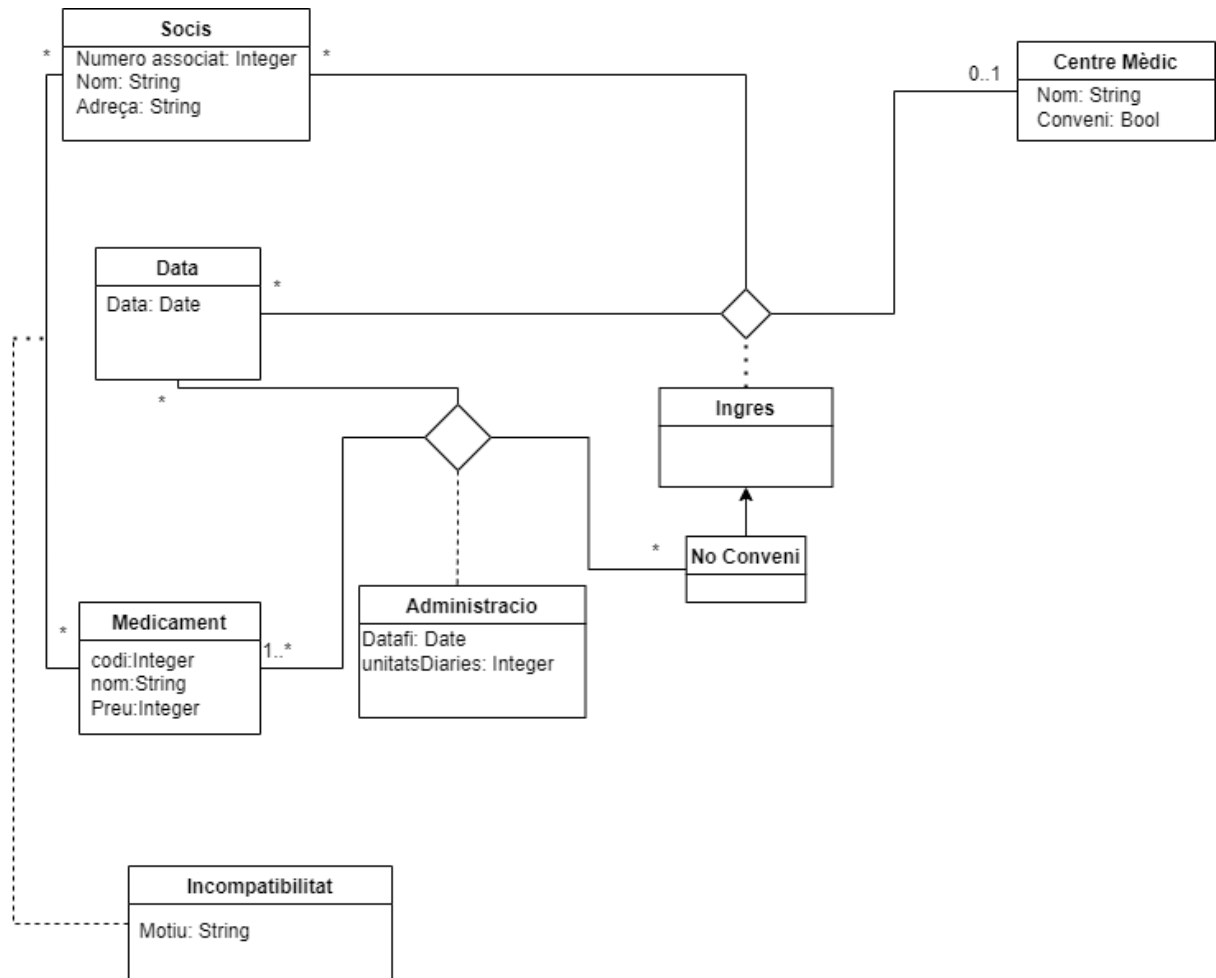 Socis
*
*
Numero associat: Integer
Nom: String
Adreça: String
Centre Mèdic
0..1
Nom: String
Conveni: Bool
Data
*
Data: Date
*
Ingres
No Conveni
*
Administracio
Datafi: Date
unitatsDiaries: Integer
Medicament
*
1..*
codi:Integer
nom:String
Preu:Integer
Incompatibilitat
Motiu: String